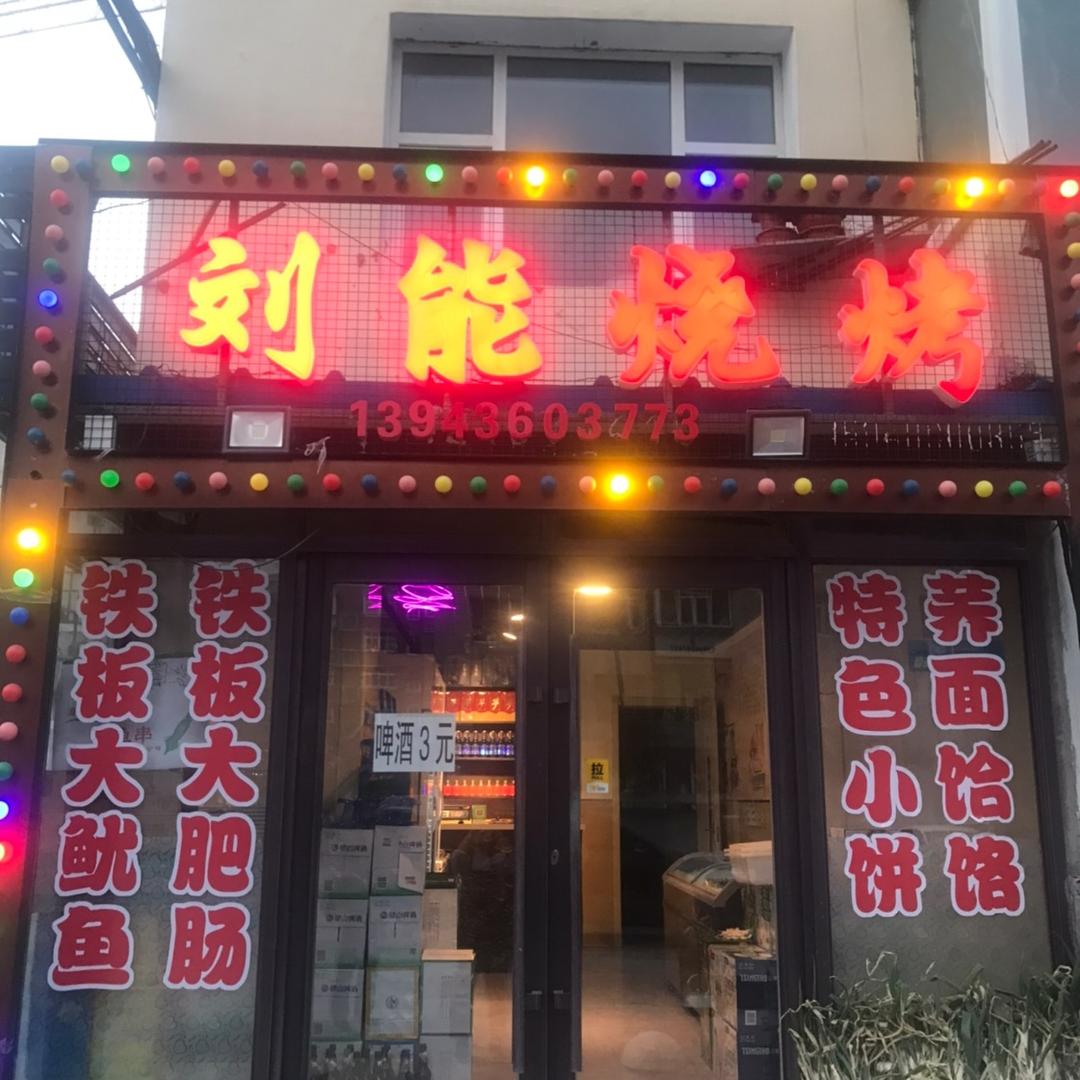 刘能烧烤
13943603773
铁板大鱿鱼
铁板大肥肠
啤酒3元
拉
特色小饼
荞面饸饹